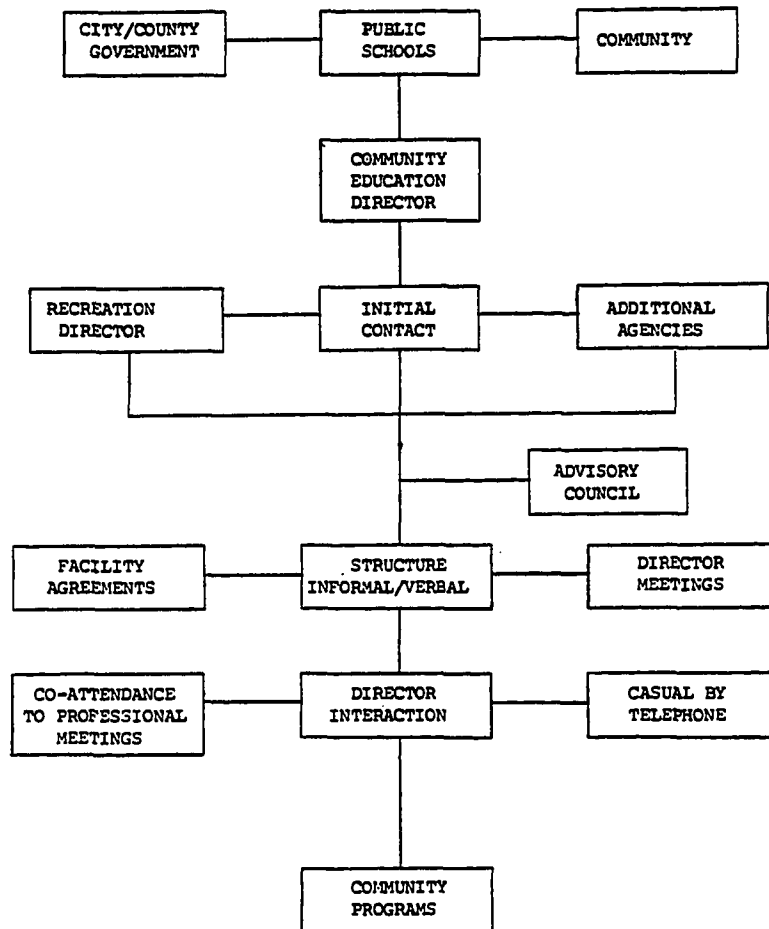 CITY/COUNTY
GOVERNMENT
PUBLIC
SCHOOLS
COMMUNITY
COMMUNITY
EDUCATION
DIRECTOR
RECREATION
DIRECTOR
INITIAL
CONTACT
ADDITIONAL
AGENCIES
ADVISORY
COUNCIL
FACILITY
AGREEMENTS
STRUCTURE
INFORMAL/VERBAL
DIRECTOR
MEETINGS
CO-ATTENDANCE
TO PROFESSIONAL
MEETINGS
DIRECTOR
INTERACTION
CASUAL BY
TELEPHONE
COMMUNITY
PROGRAMS